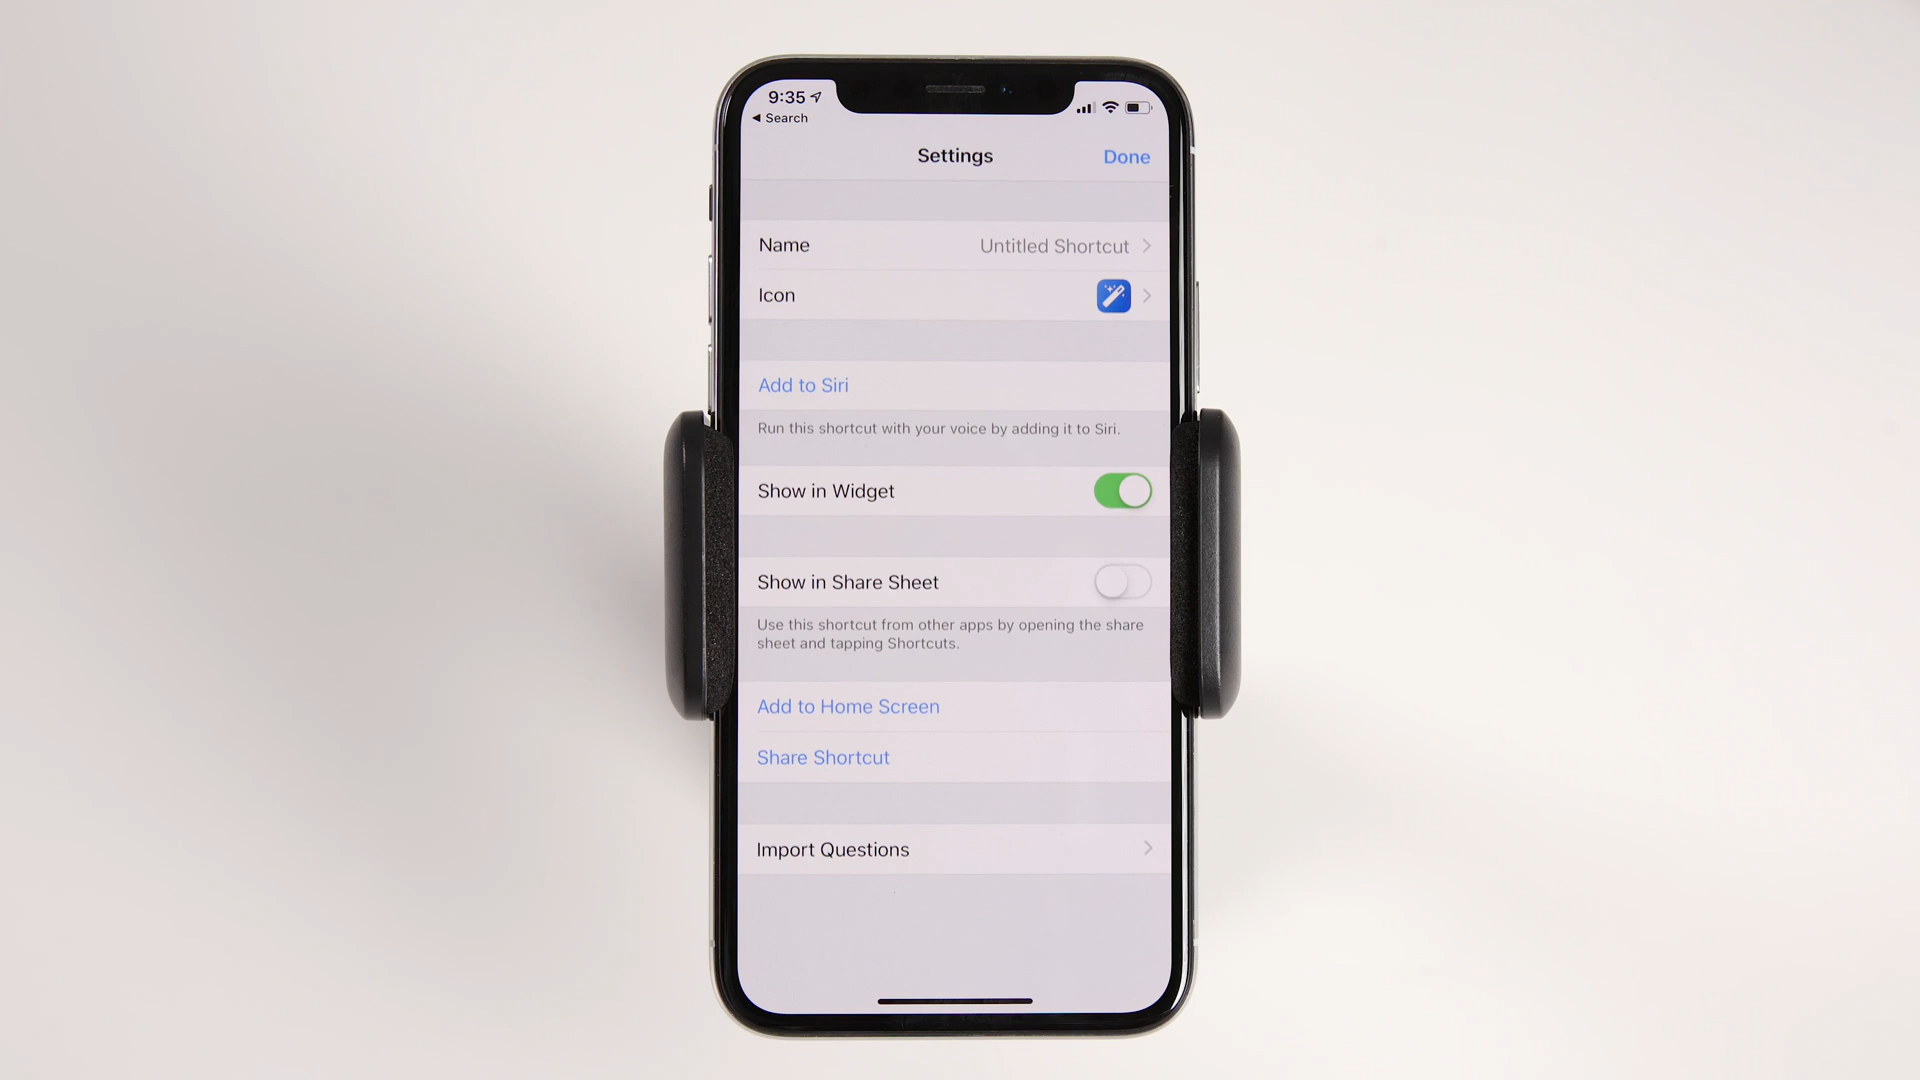 9:35
Search
Settings
Done
Name
Untitled Shortcut
Icon
Add to Siri
Run this shortcut with your voice by adding it to Siri.
Show in Widget
Show in Share Sheet
Use this shortcut from other apps by opening the share
sheet and tapping Shortcuts.
Add to Home Screen
Share Shortcut
Import Questions